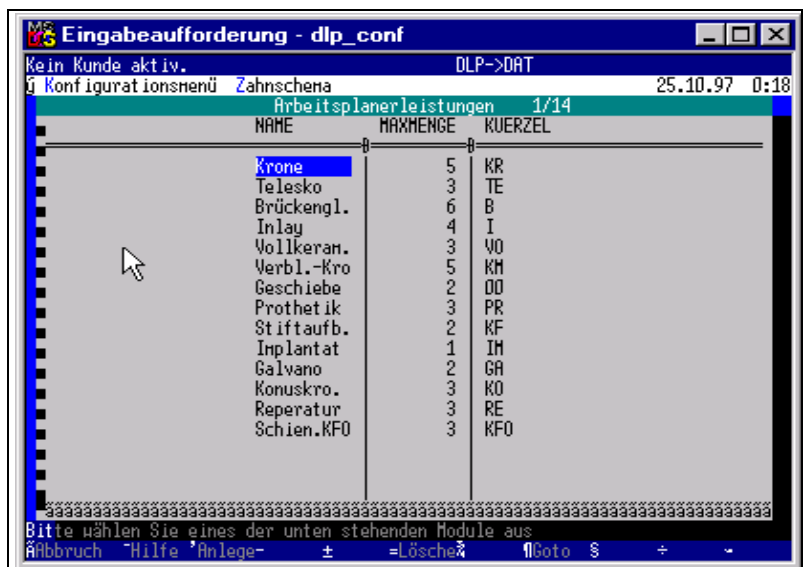 Eingabeaufforderung - dlp_conf
Kein Kunde aktiv. DLP->DAT
ű Konfigurationsmenü Zahnschema 25.10.97 0:18
Arbeitsplanerleistungen 1/14
NAME MAXMENGE KUERZEL
Krone 5 KR
Telesko 3 TE
Brückengl. 6 B
Inlay 4 I
Vollkeram. 3 VO
Verbl.-Kro 5 KM
Geschiebe 2 OO
Prothetik 3 PR
Stiftaufb. 2 KF
Implantat 1 IM
Galvano 2 GA
Konuskro. 3 KO
Reperatur 3 RE
Schien.KFO 3 KFO
Bitte wählen Sie eines der unten stehenden Module aus
Abbruch Hilfe Anlege ± =Lösche ¶Goto § ÷